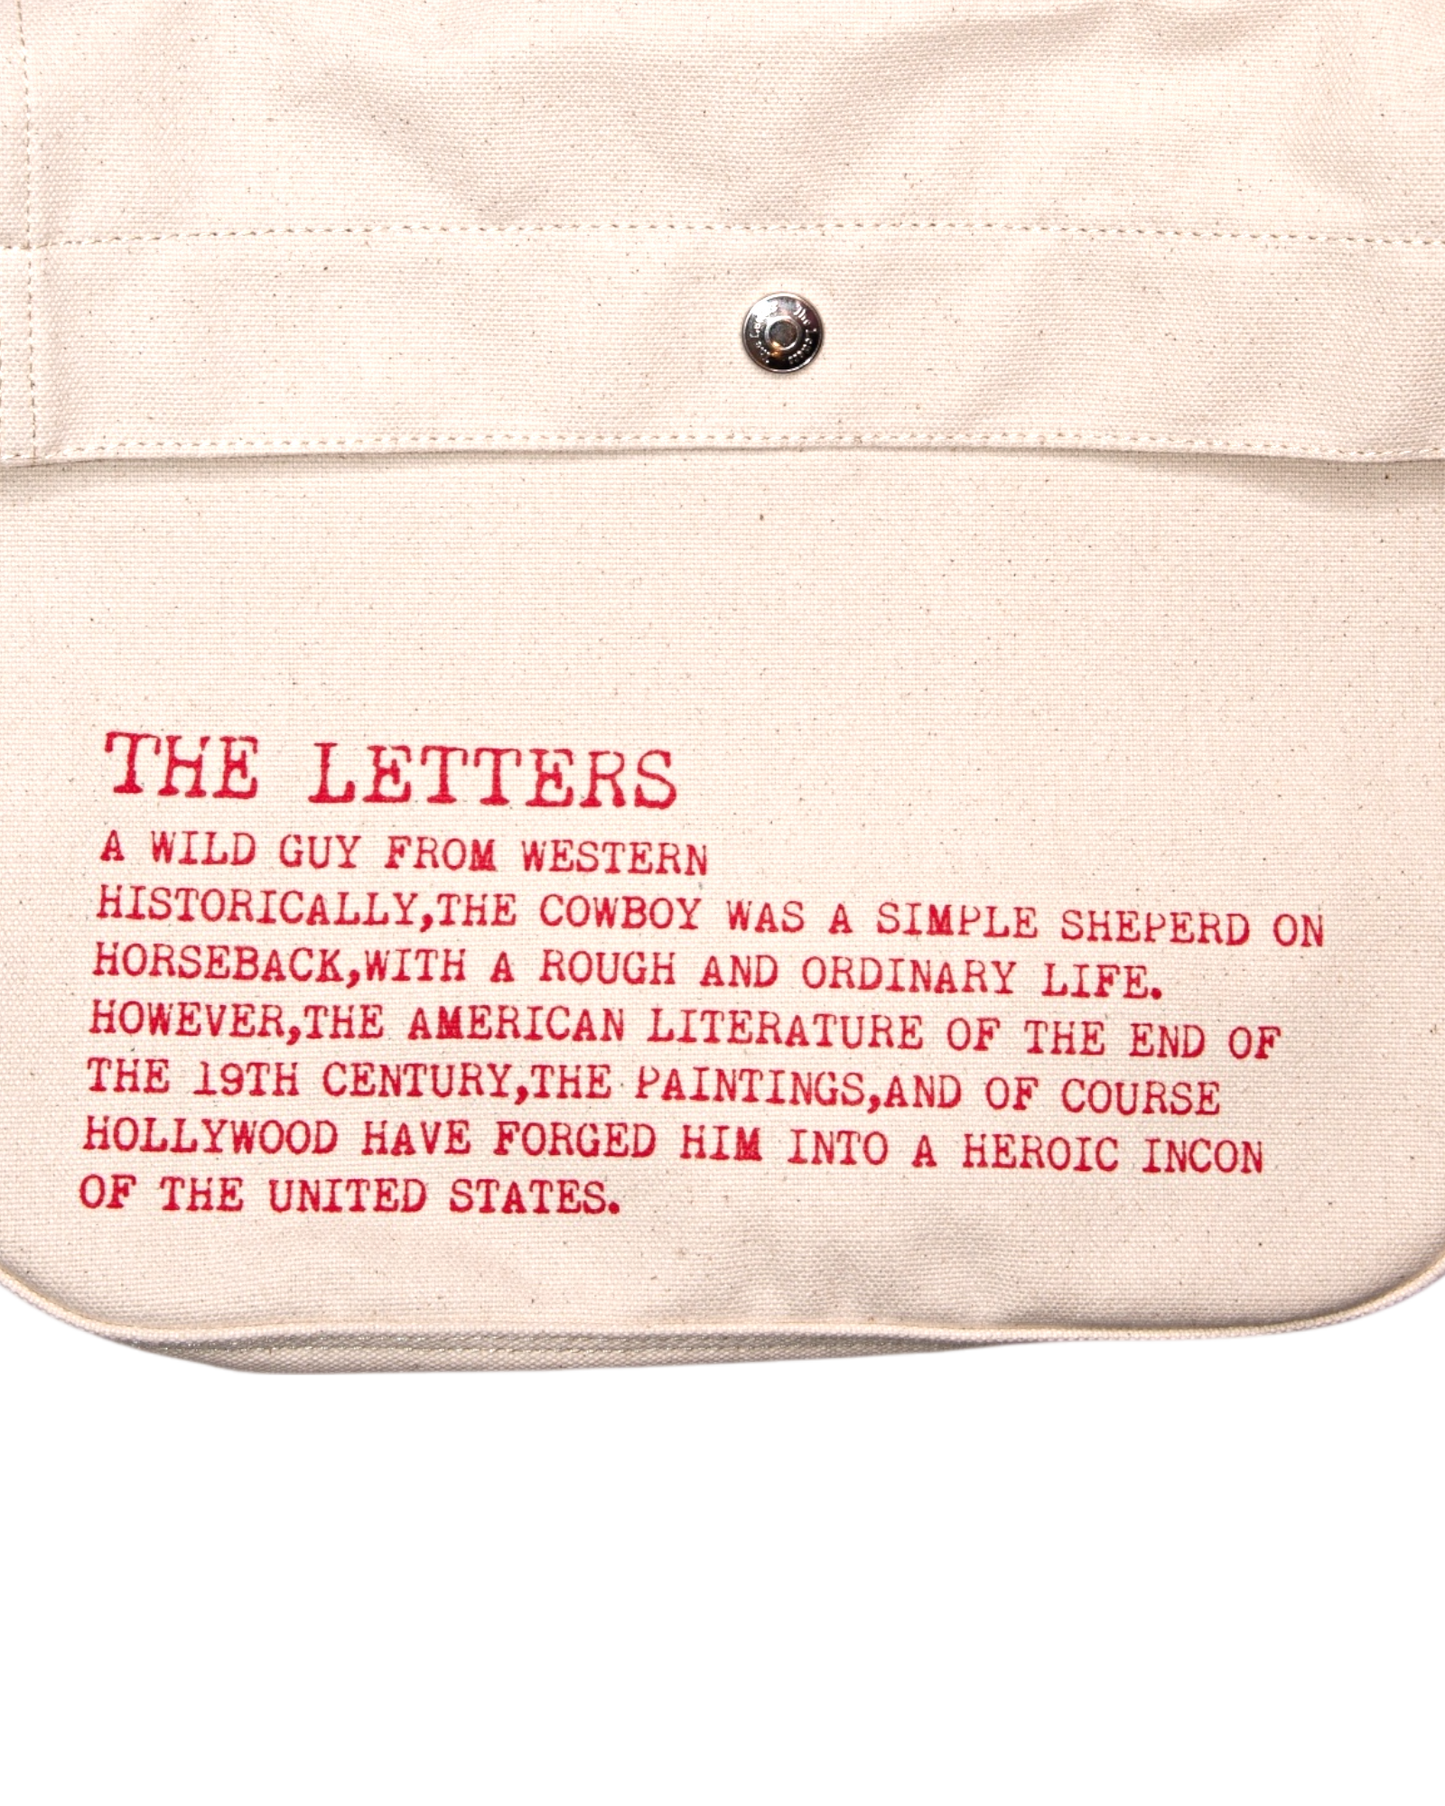 THE LETTERS
A WILD GUY FROM WESTERN
HISTORICALLY,THE COWBOY WAS A SIMPLE SHEPERD ON
HORSEBACK,WITH A ROUGH AND ORDINARY LIFE.
HOWEVER,THE AMERICAN LITERATURE OF THE END OF
THE 19TH CENTURY,THE PAINTINGS,AND OF COURSE
HOLLYWOOD HAVE FORGED HIM INTO A HEROIC INCON
OF THE UNITED STATES.